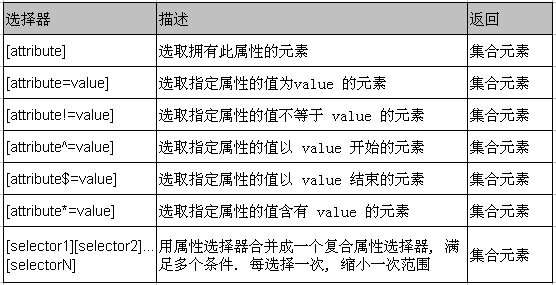 选择器 描述 返回
[attribute] 选取拥有此属性的元素 集合元素
[attribute=value] 选取指定属性的值为value 的元素 集合元素
[attribute!=value] 选取指定属性的值不等于 value 的元素 集合元素
[attribute^=value] 选取指定属性的值以 value 开始的元素 集合元素
[attribute$=value] 选取指定属性的值以 value 结束的元素 集合元素
[attribute*=value] 选取指定属性的值含有 value 的元素 集合元素
[selector1][selector2]... 用属性选择器合并成一个复合属性选择器, 满 集合元素
[selectorN] 足多个条件. 每选择一次, 缩小一次范围